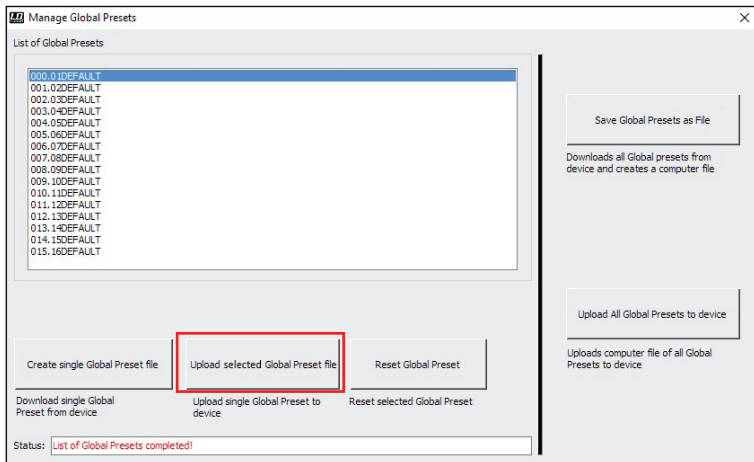 LD Manage Global Presets
List of Global Presets
000.01DEFAULT
001.02DEFAULT
002.03DEFAULT
003.04DEFAULT
004.05DEFAULT
005.06DEFAULT
006.07DEFAULT
007.08DEFAULT
008.09DEFAULT
009.10DEFAULT
010.11DEFAULT
011.12DEFAULT
012.13DEFAULT
013.14DEFAULT
014.15DEFAULT
015.16DEFAULT
Save Global Presets as File
Downloads all Global presets from
device and creates a computer file
Upload All Global Presets to device
Uploads computer file of all Global
Presets to device
Create single Global Preset file
Upload selected Global Preset file
Reset Global Preset
Download single Global
Preset from device
Upload single Global Preset to
device
Reset selected Global Preset
Status: List of Global Presets completed!